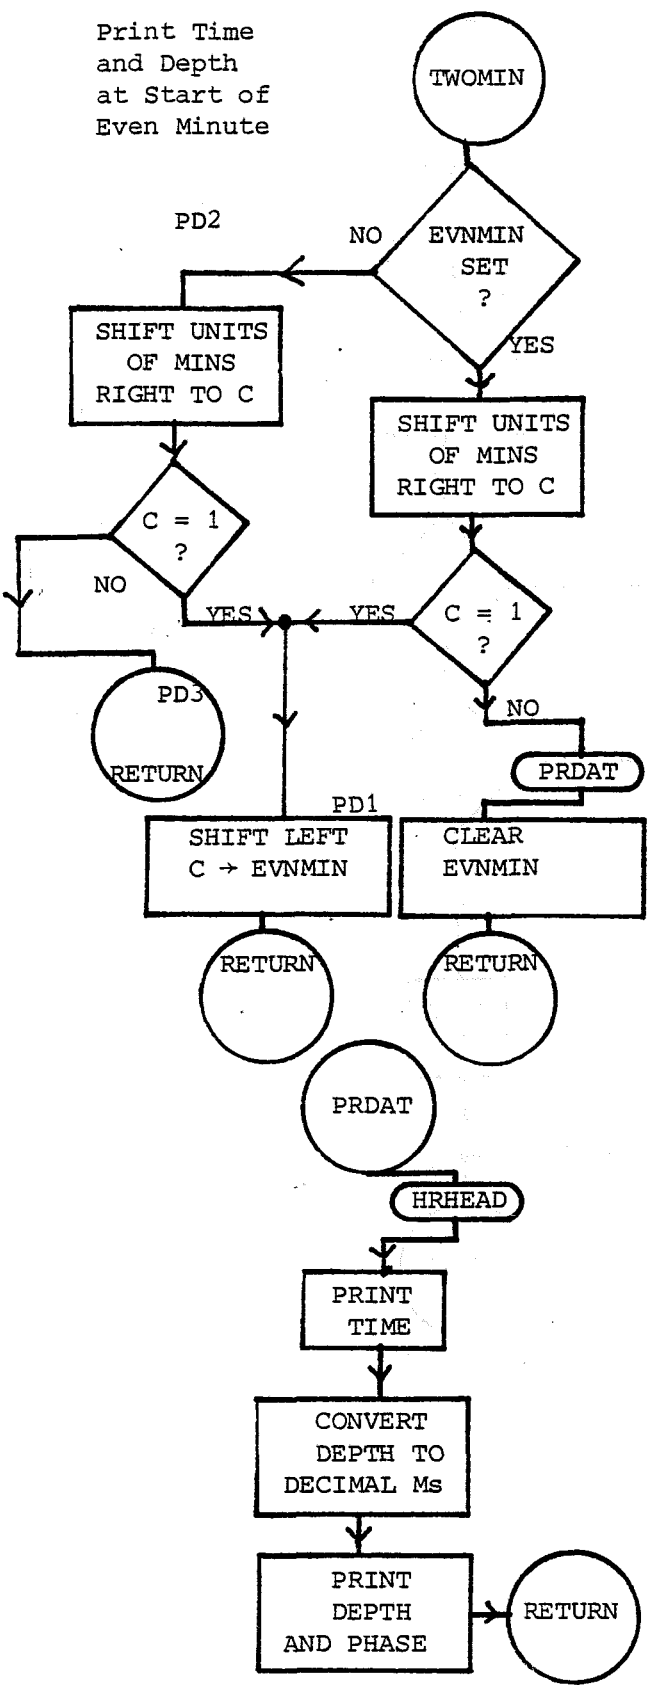 Print Time
and Depth
at Start of
Even Minute
TWOMIN
PD2
NO
EVNMIN
SET
?
YES
SHIFT UNITS
OF MINS
RIGHT TO C
SHIFT UNITS
OF MINS
RIGHT TO C
C = 1
?
NO
YES
YES
C = 1
?
NO
PD3
RETURN
PRDAT
PD1
SHIFT LEFT
C → EVNMIN
CLEAR
EVNMIN
RETURN
RETURN
PRDAT
HRHEAD
PRINT
TIME
CONVERT
DEPTH TO
DECIMAL Ms
PRINT
DEPTH
AND PHASE
RETURN